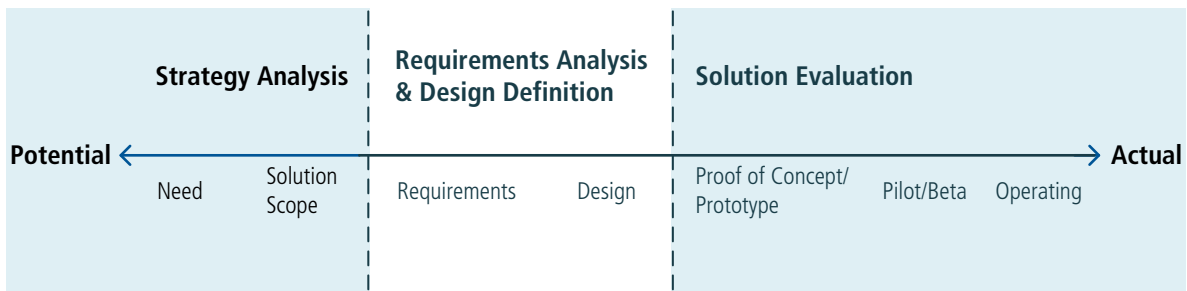 Strategy Analysis
Requirements Analysis
& Design Definition
Solution Evaluation
Potential
Actual
Need
Solution
Scope
Requirements
Design
Proof of Concept/
Prototype
Pilot/Beta
Operating